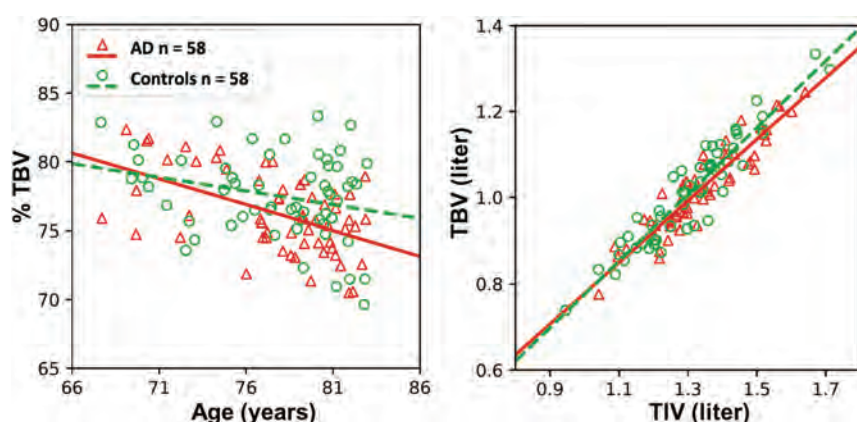 90
85
80
75
70
65
% TBV
AD n = 58
Controls n = 58
66 71 76 81 86
Age (years)
1.4
1.2
1.0
0.8
0.6
TBV (liter)
0.9 1.1 1.3 1.5 1.7
TIV (liter)